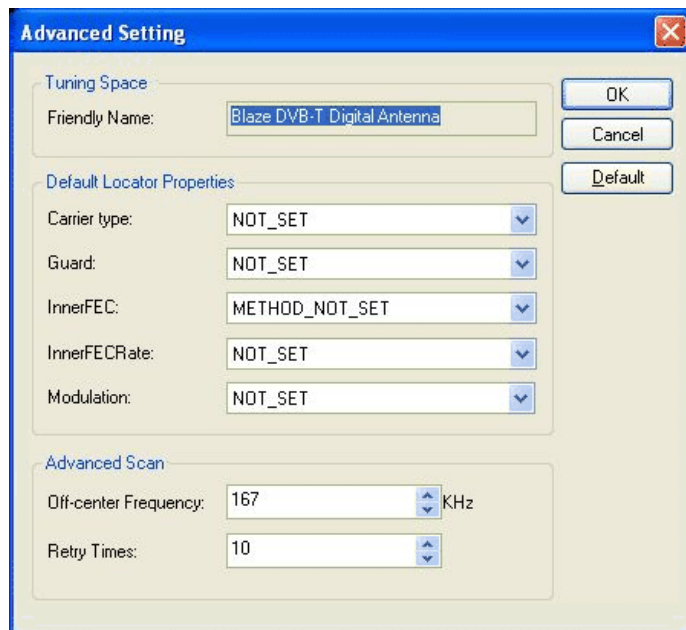 Advanced Setting
Tuning Space
Friendly Name: Blaze DVB-T Digital Antenna
OK
Cancel
Default
Default Locator Properties
Carrier type: NOT_SET
Guard: NOT_SET
InnerFEC: METHOD_NOT_SET
InnerFECRate: NOT_SET
Modulation: NOT_SET
Advanced Scan
Off-center Frequency: 167 KHz
Retry Times: 10